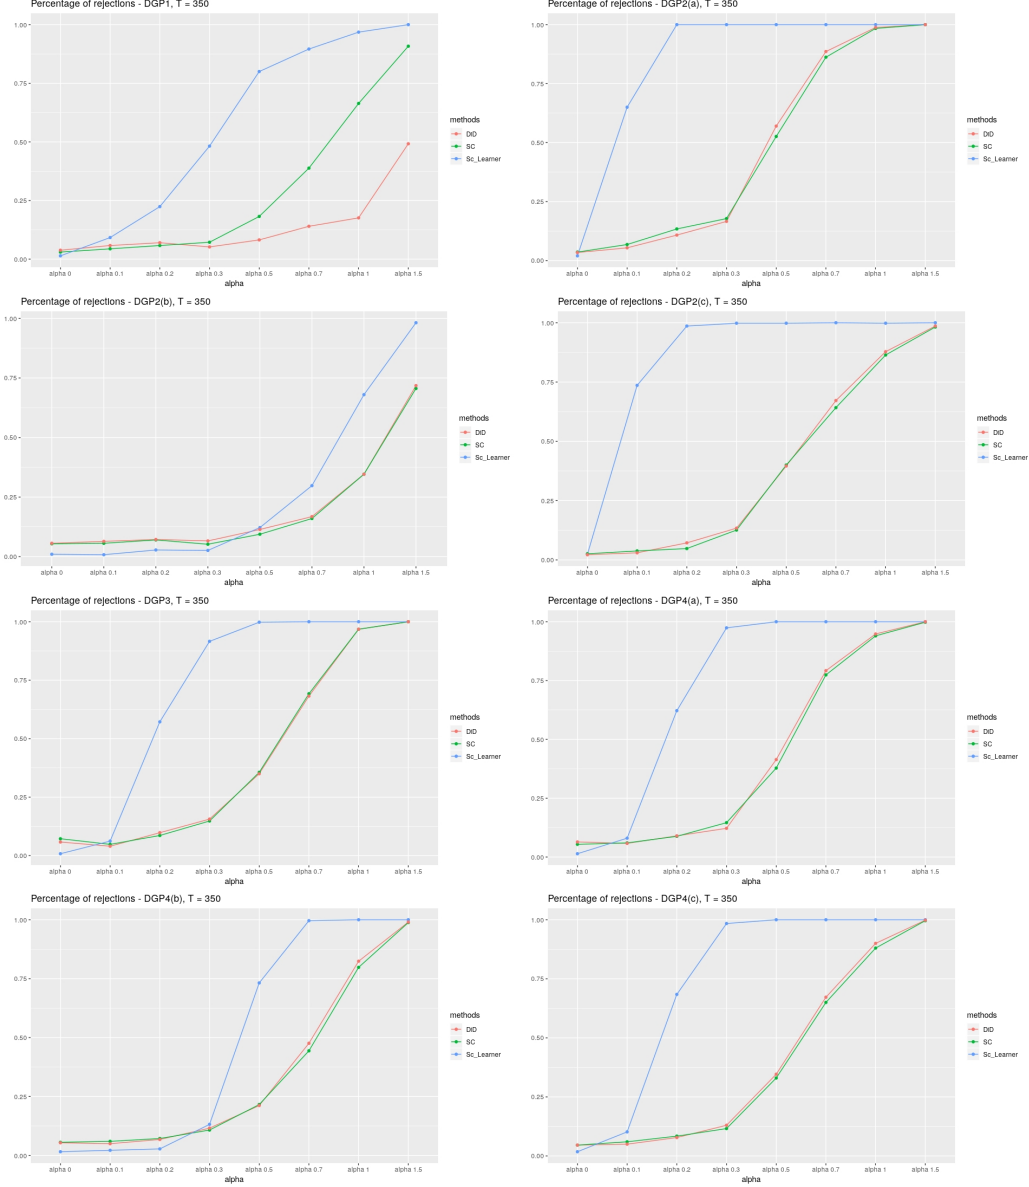 Percentage of rejections - DGP1, T = 350
1.00
0.75
0.50
0.25
0.00
alpha 0 alpha 0.1 alpha 0.2 alpha 0.3 alpha 0.5 alpha 0.7 alpha 1 alpha 1.5
alpha
methods
DID
SC
Sc_Learner
Percentage of rejections - DGP2(a), T = 350
1.00
0.75
0.50
0.25
0.00
alpha 0 alpha 0.1 alpha 0.2 alpha 0.3 alpha 0.5 alpha 0.7 alpha 1 alpha 1.5
alpha
methods
DID
SC
Sc_Learner
Percentage of rejections - DGP2(b), T = 350
1.00
0.75
0.50
0.25
0.00
alpha 0 alpha 0.1 alpha 0.2 alpha 0.3 alpha 0.5 alpha 0.7 alpha 1 alpha 1.5
alpha
methods
DID
SC
Sc_Learner
Percentage of rejections - DGP2(c), T = 350
1.00
0.75
0.50
0.25
0.00
alpha 0 alpha 0.1 alpha 0.2 alpha 0.3 alpha 0.5 alpha 0.7 alpha 1 alpha 1.5
alpha
methods
DID
SC
Sc_Learner
Percentage of rejections - DGP3, T = 350
1.00
0.75
0.50
0.25
0.00
alpha 0 alpha 0.1 alpha 0.2 alpha 0.3 alpha 0.5 alpha 0.7 alpha 1 alpha 1.5
alpha
methods
DID
SC
Sc_Learner
Percentage of rejections - DGP4(a), T = 350
1.00
0.75
0.50
0.25
0.00
alpha 0 alpha 0.1 alpha 0.2 alpha 0.3 alpha 0.5 alpha 0.7 alpha 1 alpha 1.5
alpha
methods
DID
SC
Sc_Learner
Percentage of rejections - DGP4(b), T = 350
1.00
0.75
0.50
0.25
0.00
alpha 0 alpha 0.1 alpha 0.2 alpha 0.3 alpha 0.5 alpha 0.7 alpha 1 alpha 1.5
alpha
methods
DID
SC
Sc_Learner
Percentage of rejections - DGP4(c), T = 350
1.00
0.75
0.50
0.25
0.00
alpha 0 alpha 0.1 alpha 0.2 alpha 0.3 alpha 0.5 alpha 0.7 alpha 1 alpha 1.5
alpha
methods
DID
SC
Sc_Learner